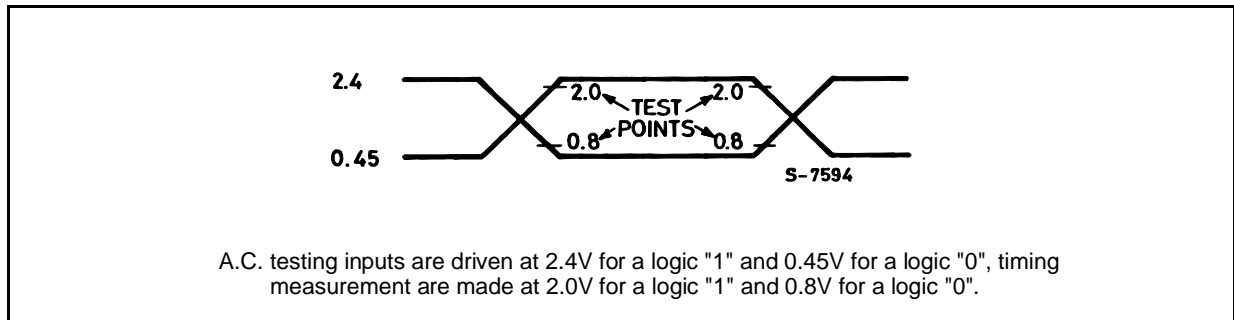 2.4
2.0 TEST 2.0
POINTS
0.8 0.8
0.45
S-7594
A.C. testing inputs are driven at 2.4V for a logic "1" and 0.45V for a logic "0", timing
measurement are made at 2.0V for a logic "1" and 0.8V for a logic "0".